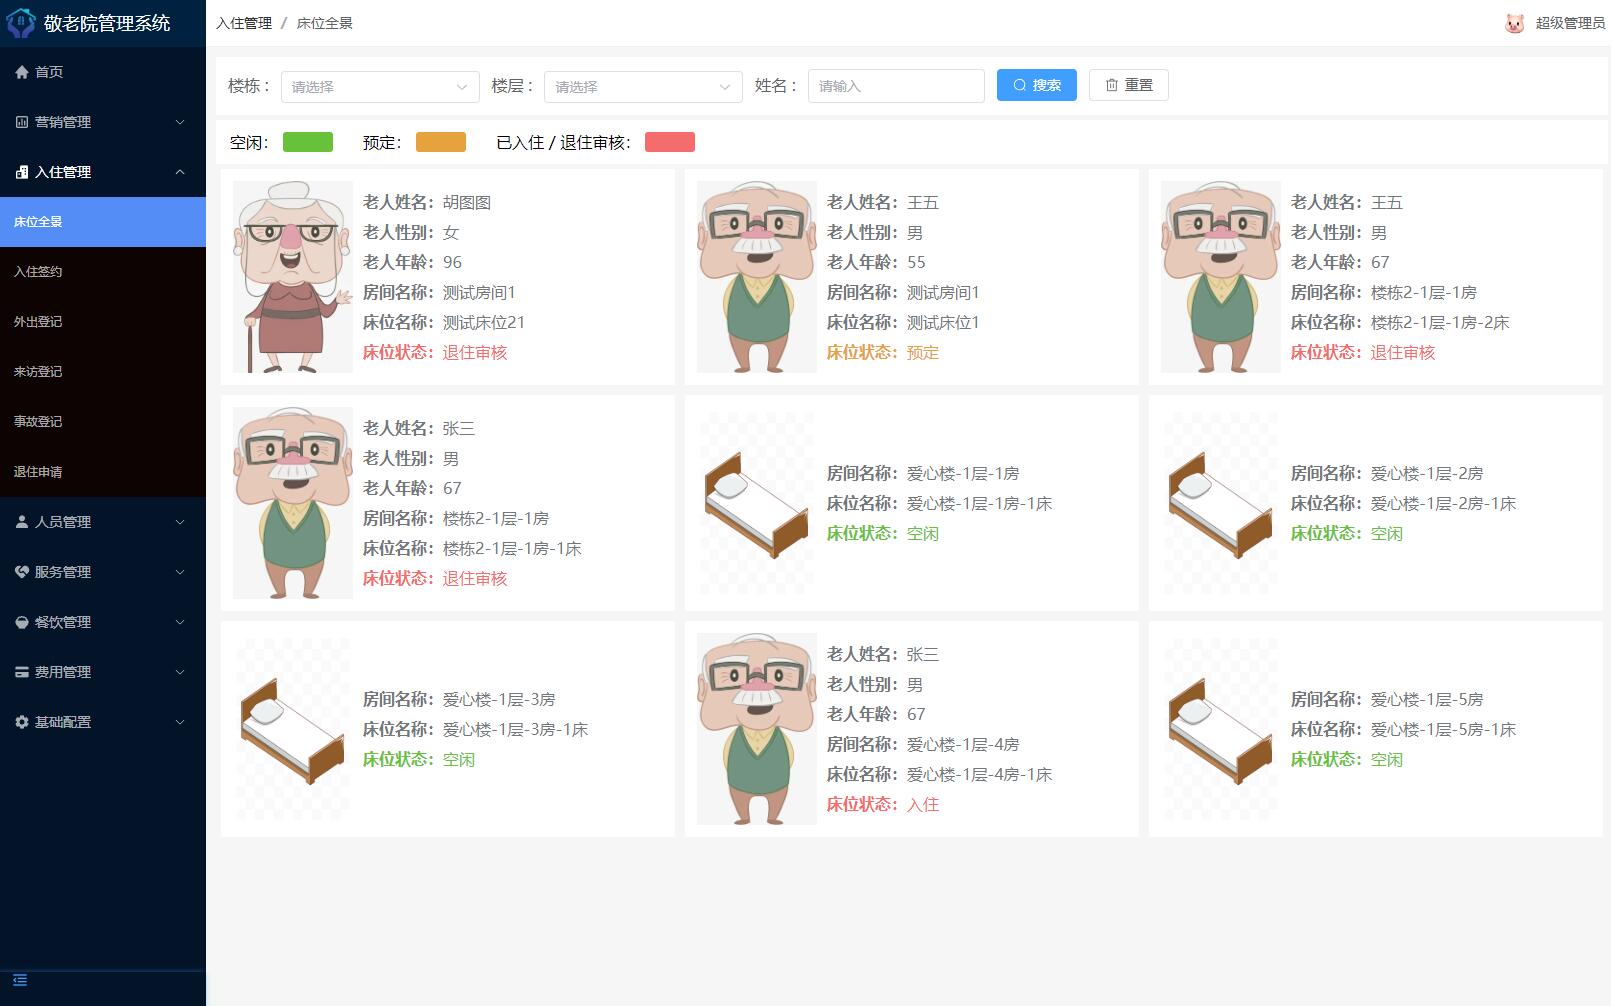 敬老院管理系统
入住管理 / 床位全景
超级管理员
首页
营销管理
入住管理
床位全景
入住签约
外出登记
来访登记
事故登记
退住申请
人员管理
服务管理
餐饮管理
费用管理
基础配置
楼栋： 请选择 楼层： 请选择 姓名： 请输入 搜索 重置
空闲： 预定： 已入住 / 退住审核：
老人姓名：胡图图
老人性别：女
老人年龄：96
房间名称：测试房间1
床位名称：测试床位21
床位状态：退住审核
老人姓名：王五
老人性别：男
老人年龄：55
房间名称：测试房间1
床位名称：测试床位1
床位状态：预定
老人姓名：王五
老人性别：男
老人年龄：67
房间名称：楼栋2-1层-1房
床位名称：楼栋2-1层-1房-2床
床位状态：退住审核
老人姓名：张三
老人性别：男
老人年龄：67
房间名称：楼栋2-1层-1房
床位名称：楼栋2-1层-1房-1床
床位状态：退住审核
房间名称：爱心楼-1层-1房
床位名称：爱心楼-1层-1房-1床
床位状态：空闲
房间名称：爱心楼-1层-2房
床位名称：爱心楼-1层-2房-1床
床位状态：空闲
房间名称：爱心楼-1层-3房
床位名称：爱心楼-1层-3房-1床
床位状态：空闲
老人姓名：张三
老人性别：男
老人年龄：67
房间名称：爱心楼-1层-4房
床位名称：爱心楼-1层-4房-1床
床位状态：入住
房间名称：爱心楼-1层-5房
床位名称：爱心楼-1层-5房-1床
床位状态：空闲